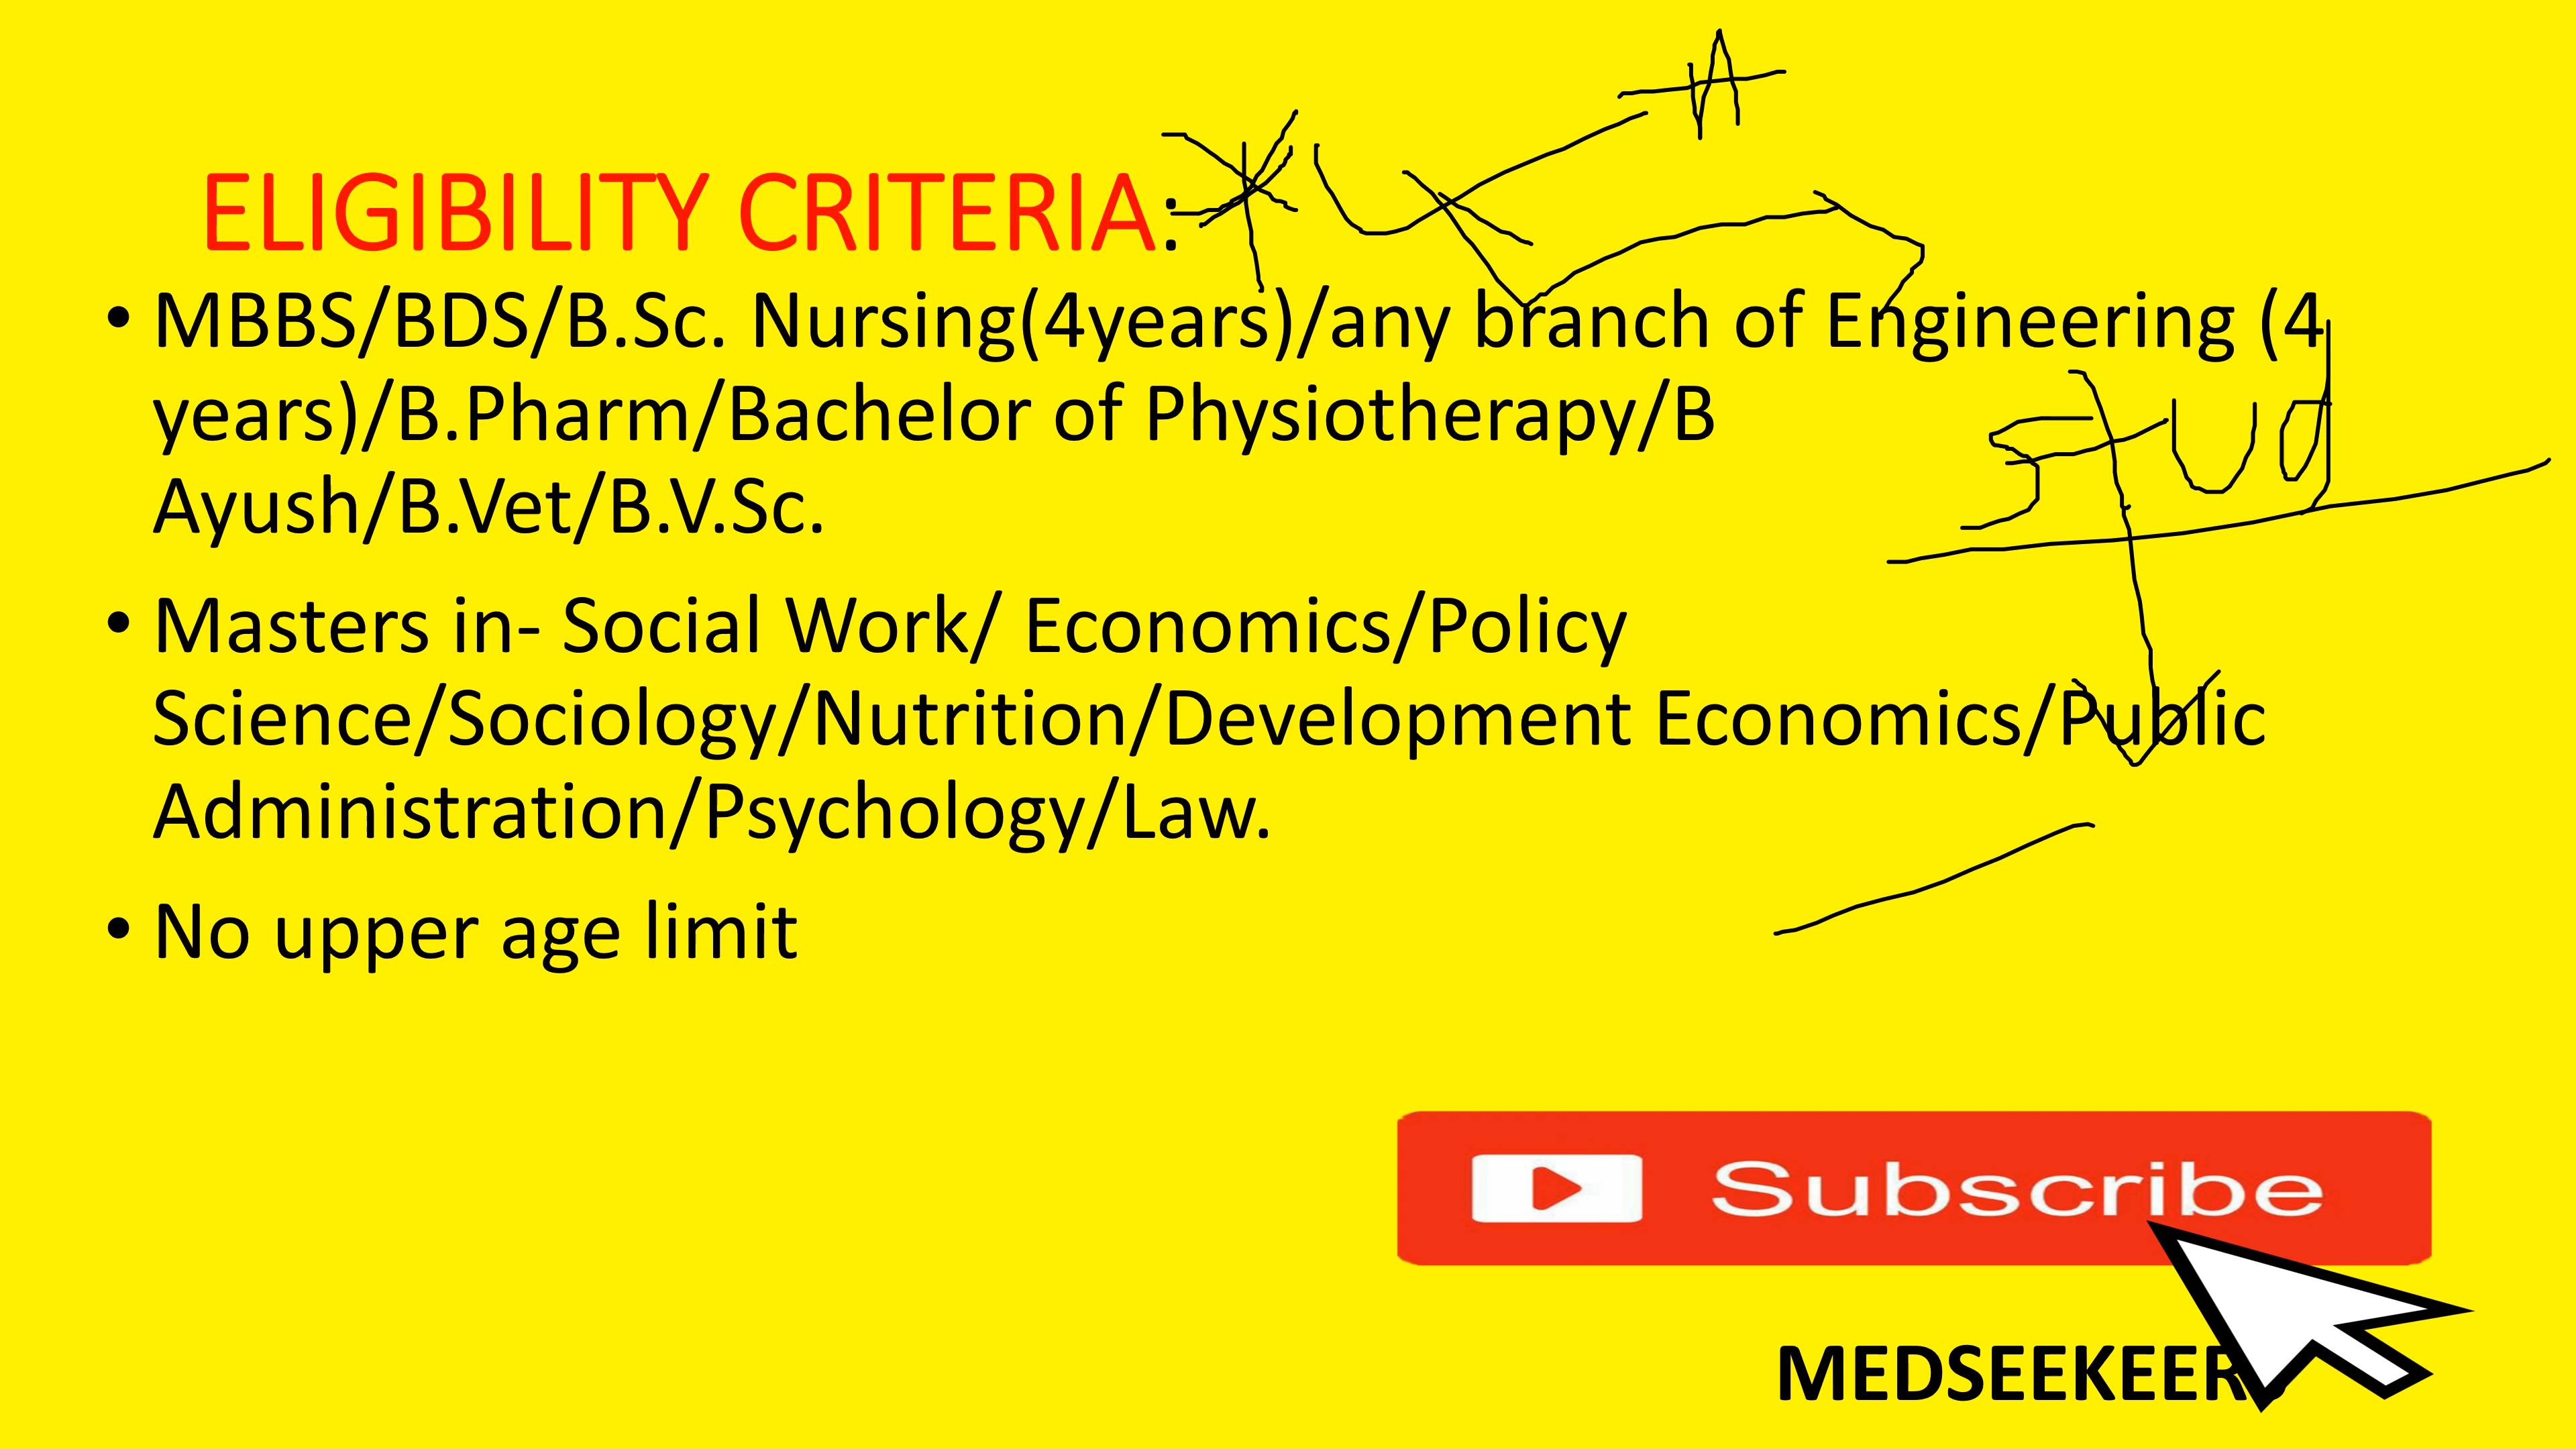 ELIGIBILITY CRITERIA:
• MBBS/BDS/B.Sc. Nursing(4years)/any branch of Engineering (4
years)/B.Pharm/Bachelor of Physiotherapy/B
Ayush/B.Vet/B.V.Sc.
• Masters in- Social Work/ Economics/Policy
Science/Sociology/Nutrition/Development Economics/Public
Administration/Psychology/Law.
• No upper age limit
Subscribe